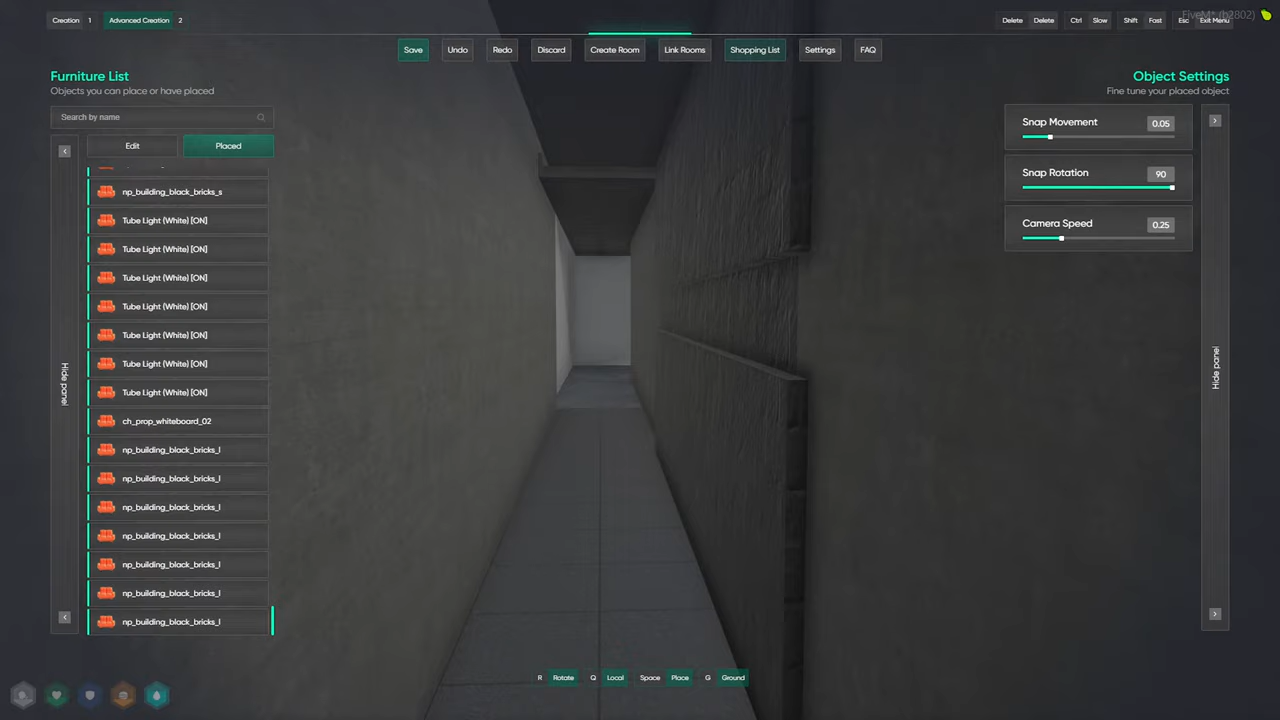 Creation 1 Advanced Creation 2
Delete Delete Ctrl Slow Shift Fast Esc Exit Menu
FiveM* (b2802)
Save Undo Redo Discard Create Room Link Rooms Shopping List Settings FAQ
Furniture List
Objects you can place or have placed
Search by name
Edit Placed
np_building_black_bricks_s
Tube Light (White) [ON]
Tube Light (White) [ON]
Tube Light (White) [ON]
Tube Light (White) [ON]
Tube Light (White) [ON]
Tube Light (White) [ON]
Tube Light (White) [ON]
ch_prop_whiteboard_02
np_building_black_bricks_l
np_building_black_bricks_l
np_building_black_bricks_l
np_building_black_bricks_l
np_building_black_bricks_l
np_building_black_bricks_l
np_building_black_bricks_l
Hide panel
Object Settings
Fine tune your placed object
Snap Movement 0.05
Snap Rotation 90
Camera Speed 0.25
Hide panel
R Rotate Q Local Space Place G Ground